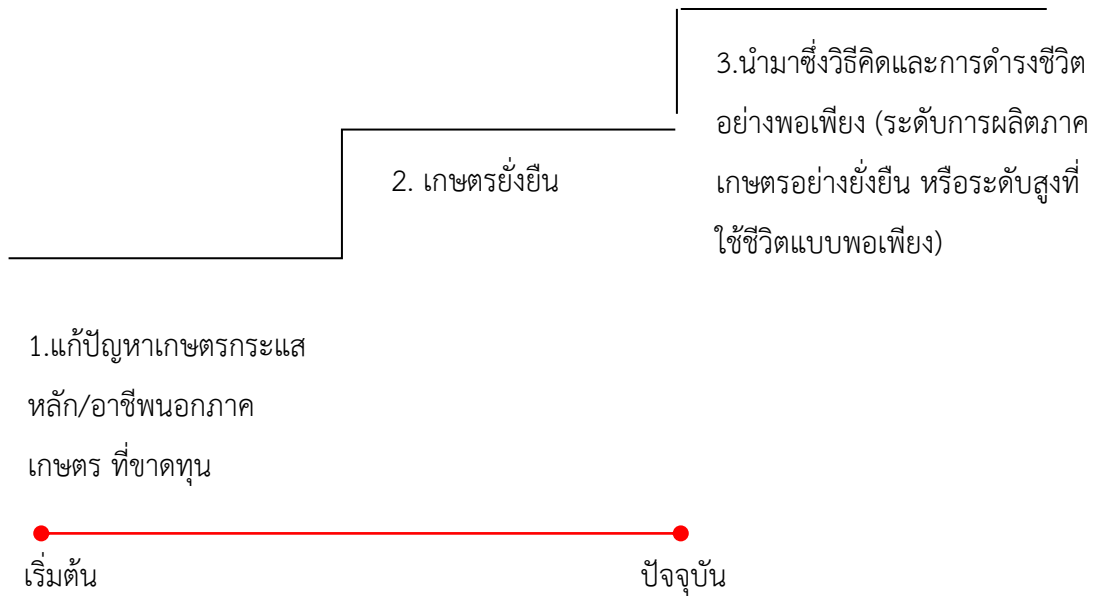 3.นำมาซึ่งวิธีคิดและการดำรงชีวิต
อย่างพอเพียง (ระดับการผลิตภาค
เกษตรอย่างยั่งยืน หรือระดับสูงที่
ใช้ชีวิตแบบพอเพียง)
2. เกษตรยั่งยืน
1.แก้ปัญหาเกษตรกระแส
หลัก/อาชีพนอกภาค
เกษตร ที่ขาดทุน
เริ่มต้น
ปัจจุบัน